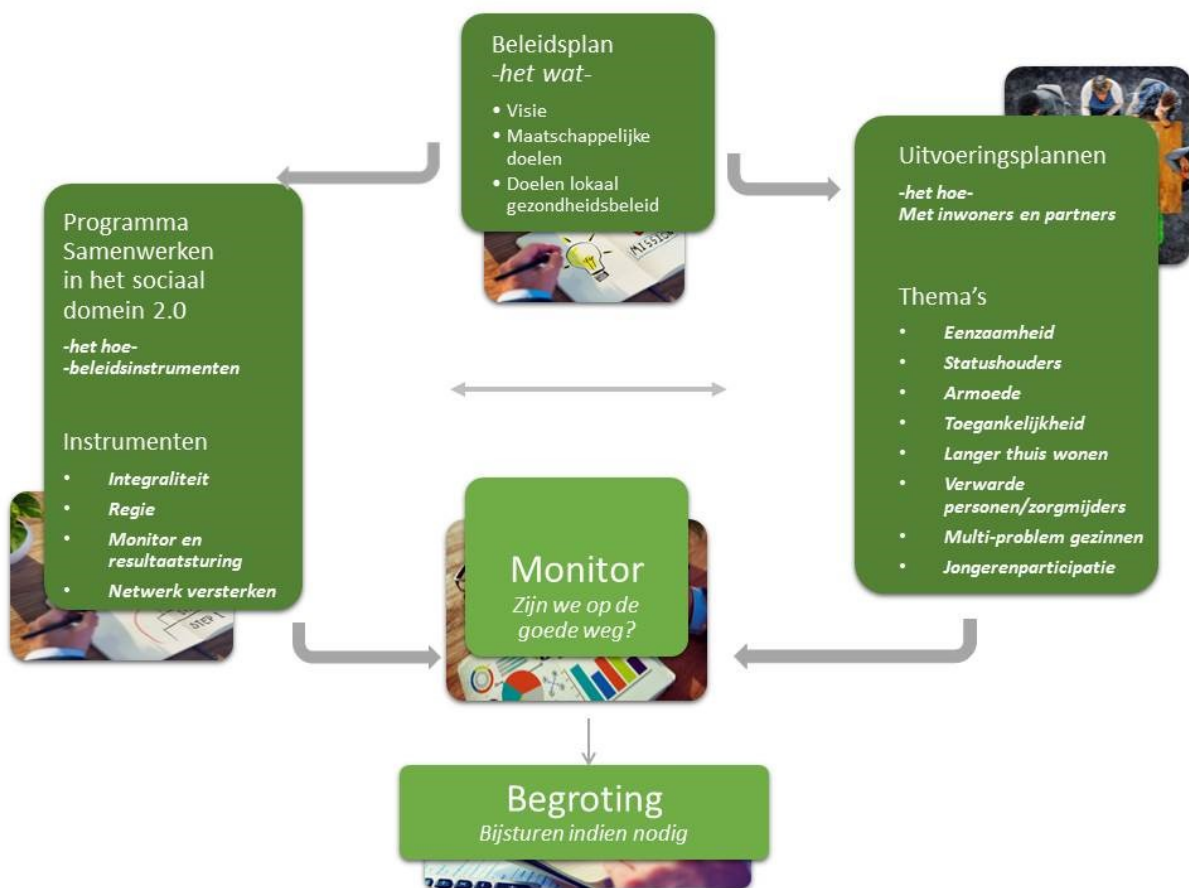 Beleidsplan
-het wat-
• Visie
• Maatschappelijke
doelen
• Doelen lokaal
gezondheidsbeleid
MISSION
Programma
Samenwerken
in het sociaal
domein 2.0
-het hoe-
-beleidsinstrumenten
Instrumenten
• Integraliteit
• Regie
• Monitor en
resultaatsturing
• Netwerk versterken
STEP 1
Uitvoeringsplannen
-het hoe-
Met inwoners en partners
Thema's
• Eenzaamheid
• Statushouders
• Armoede
• Toegankelijkheid
• Langer thuis wonen
• Verwarde
personen/zorgmijders
• Multi-problem gezinnen
• Jongerenparticipatie
Monitor
Zijn we op de
goede weg?
Begroting
Bijsturen indien nodig